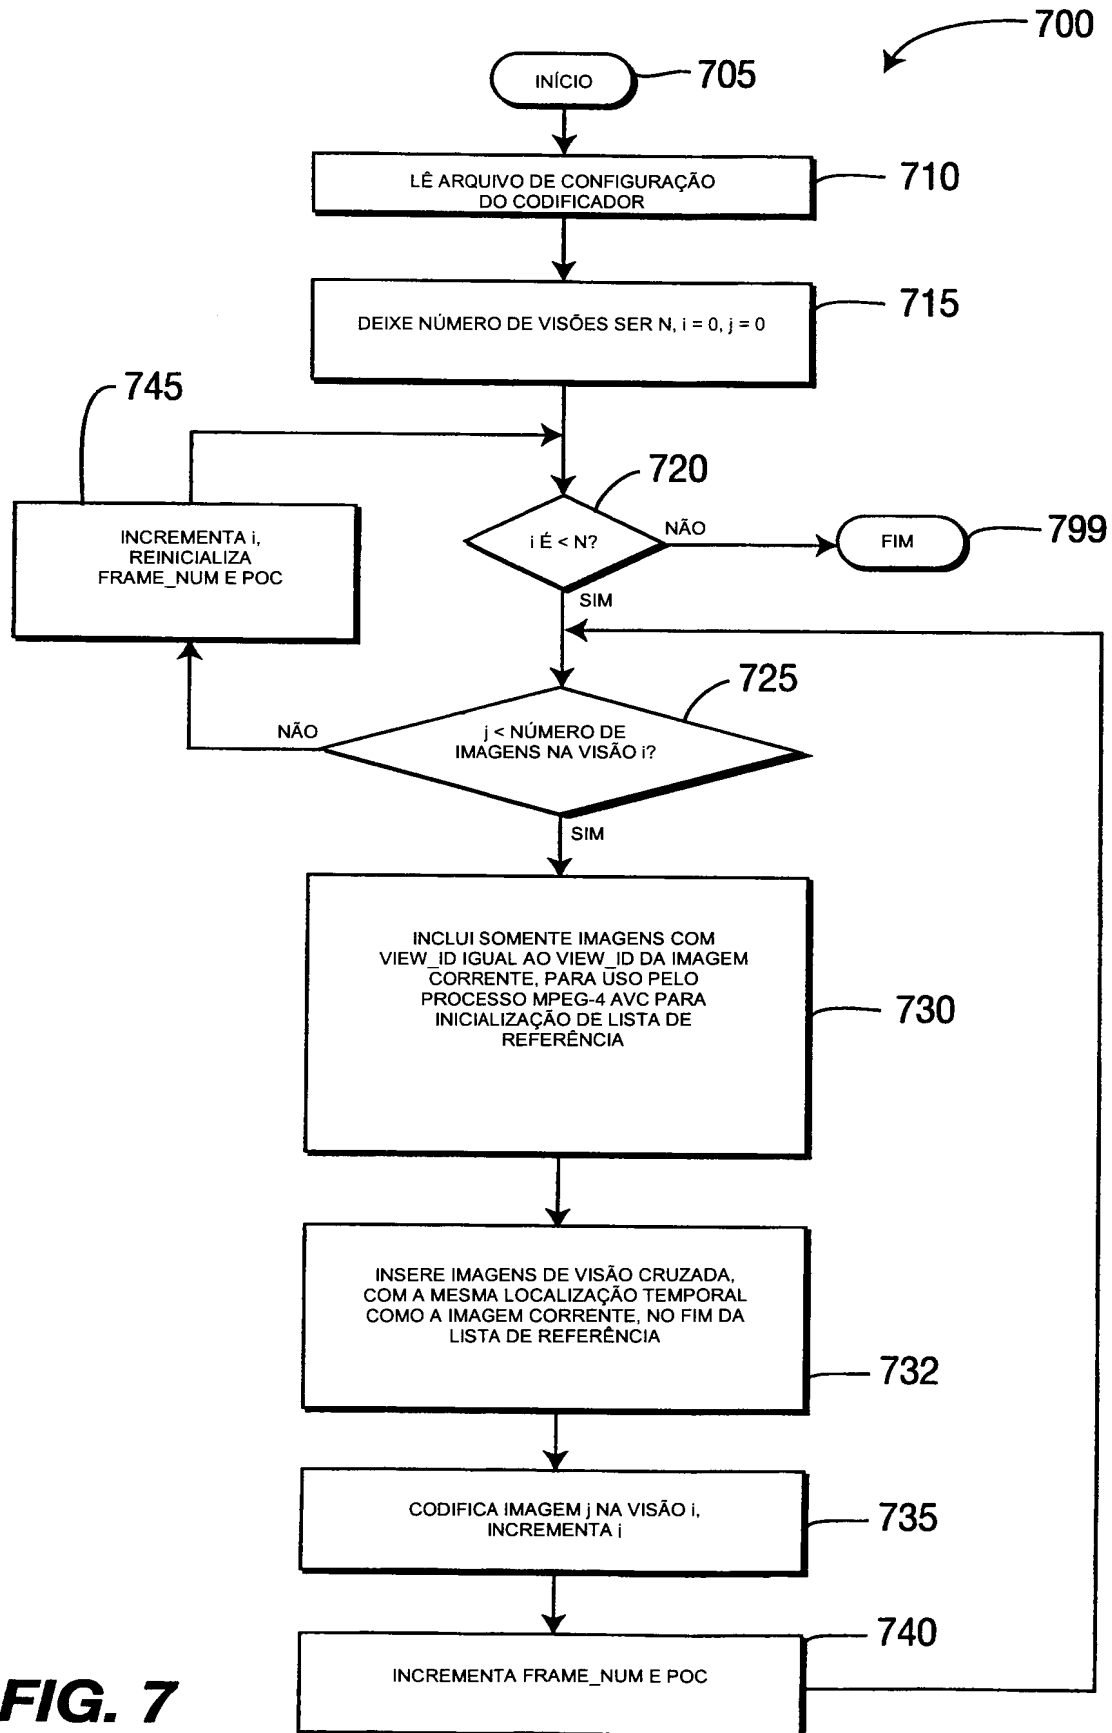 700
INÍCIO
705
LÊ ARQUIVO DE CONFIGURAÇÃO
DO CODIFICADOR
710
DEIXE NÚMERO DE VISÕES SER N, i = 0, j = 0
715
745
INCREMENTA i,
REINICIALIZA
FRAME_NUM E POC
720
i É < N?
NÃO
FIM
799
SIM
725
j < NÚMERO DE
IMAGENS NA VISÃO i?
NÃO
SIM
INCLUI SOMENTE IMAGENS COM
VIEW_ID IGUAL AO VIEW_ID DA IMAGEM
CORRENTE, PARA USO PELO
PROCESSO MPEG-4 AVC PARA
INICIALIZAÇÃO DE LISTA DE
REFERÊNCIA
730
INSERE IMAGENS DE VISÃO CRUZADA,
COM A MESMA LOCALIZAÇÃO TEMPORAL
COMO A IMAGEM CORRENTE, NO FIM DA
LISTA DE REFERÊNCIA
732
CODIFICA IMAGEM j NA VISÃO i,
INCREMENTA i
735
INCREMENTA FRAME_NUM E POC
740
FIG. 7